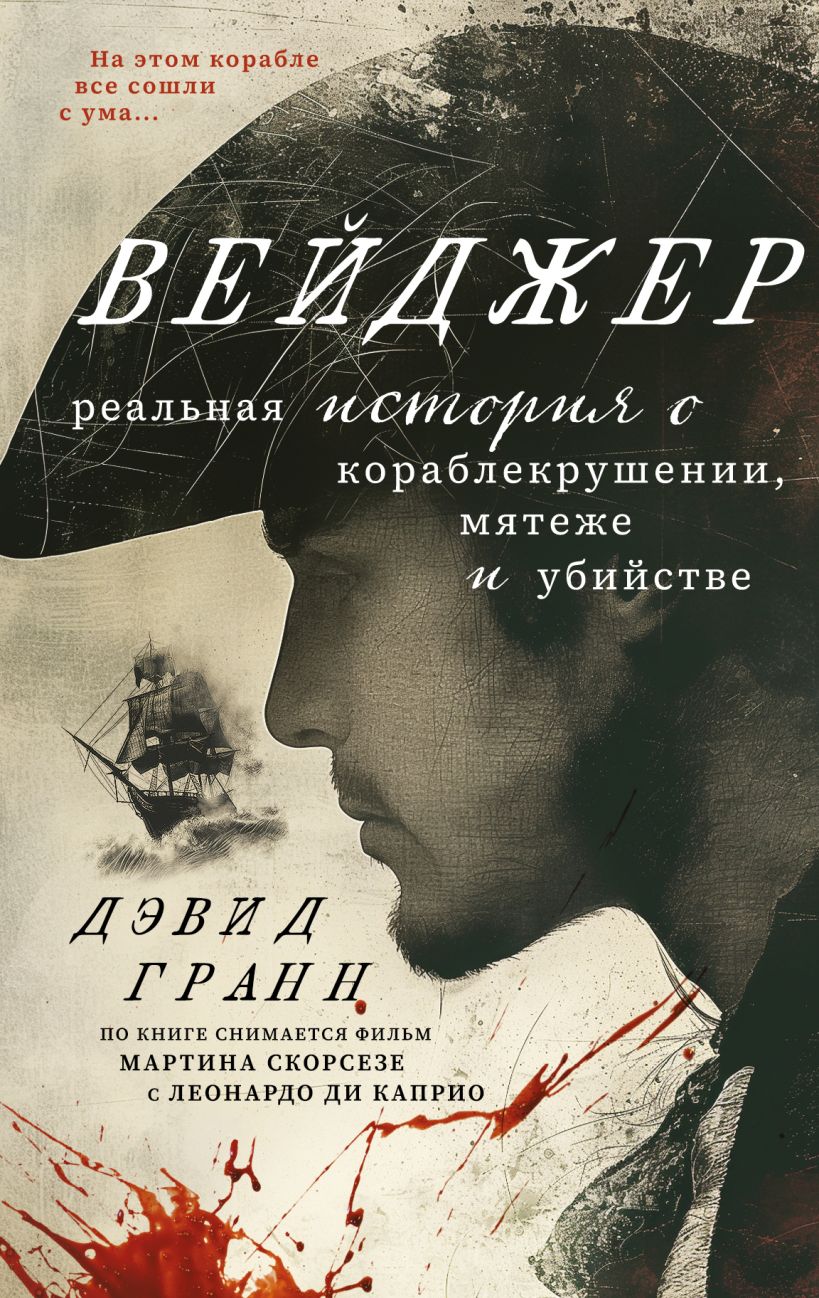 На этом корабле
все сошли
с ума...
ВЕЙДЖЕР
реальная история о
кораблекрушении,
мятеже
и убийстве
ДЭВИД
ГРАНН
ПО КНИГЕ СНИМАЕТСЯ ФИЛЬМ
МАРТИНА СКОРСЕЗЕ
С ЛЕОНАРДО ДИ КАПРИО